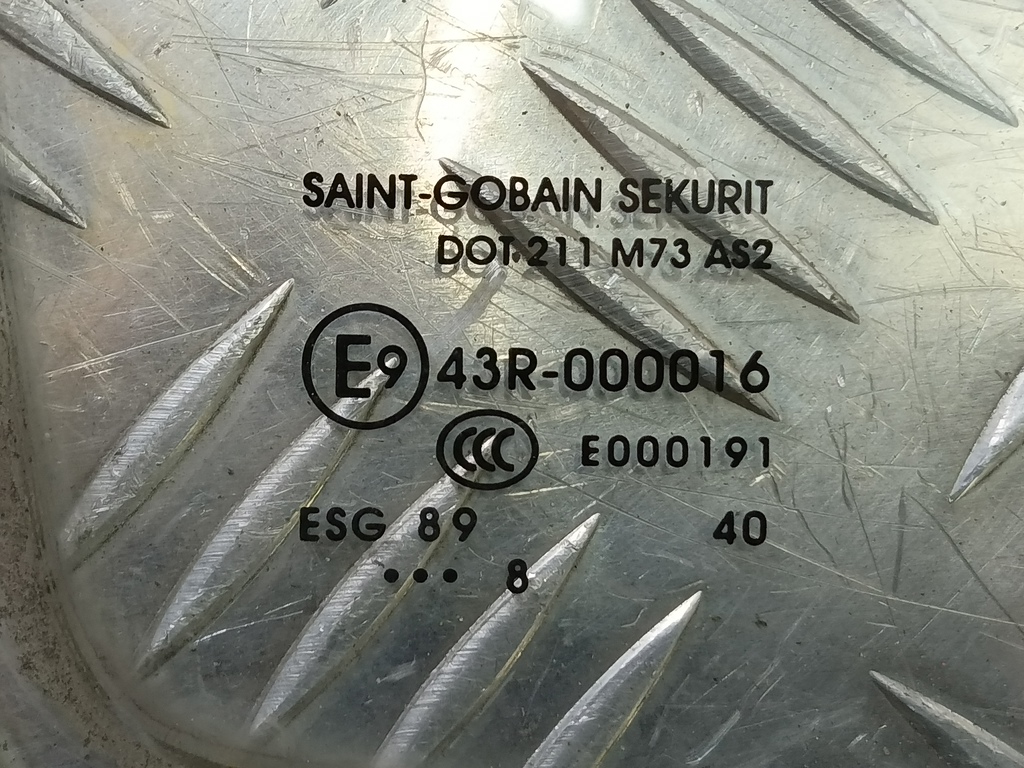 SAINT-GOBAIN SEKURIT
DOT 211 M73 AS2
E9 43R-000016
CCC E000191
ESG 89 40
••• 8